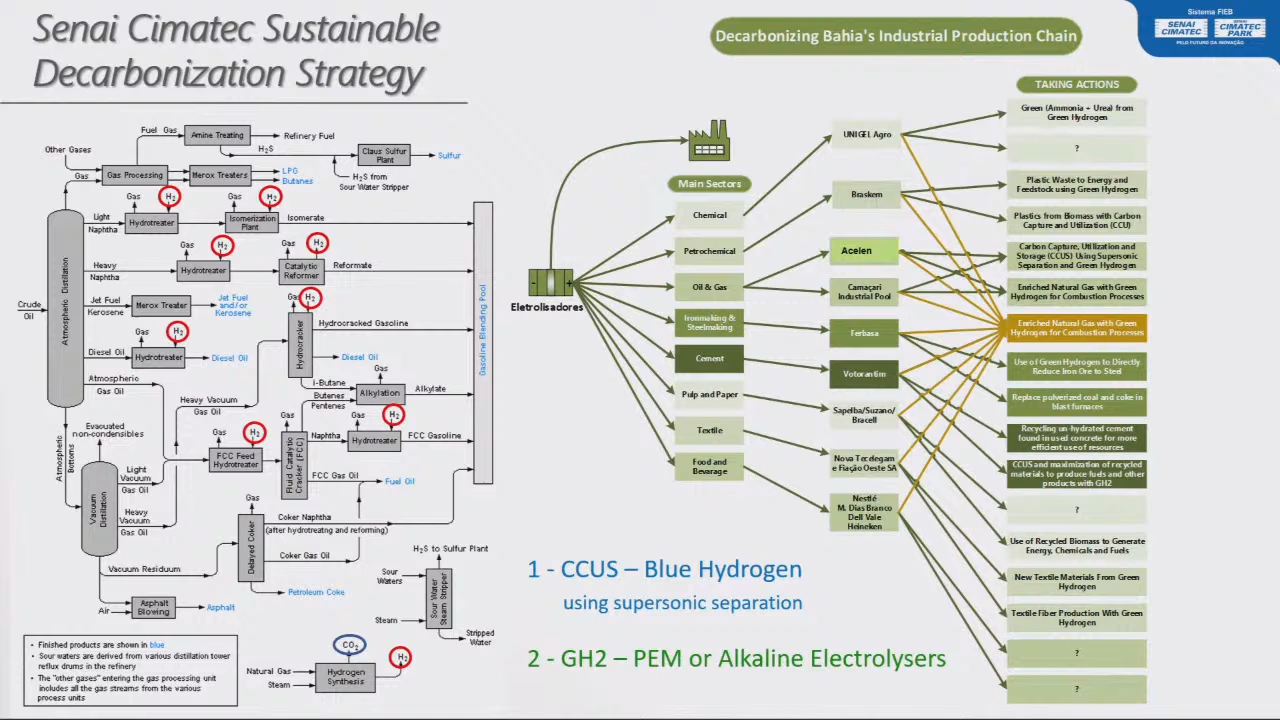 Senai Cimatec Sustainable
Decarbonization Strategy
Decarbonizing Bahia's Industrial Production Chain
Sistema FIEB
SENAI
CIMATEC
SENAI
CIMATEC
PARK
PELO FUTURO DA INOVAÇÃO
Fuel Gas
Amine Treating
Refinery Fuel
Other Gases
H₂S
Claus Sulfur
Plant
Sulfur
Gas
Gas Processing
Merox Treaters
LPG
Butanes
H₂S from
Sour Water Stripper
Gas
H₂
Gas
H₂
Light
Naphtha
Hydrotreater
Isomerization
Plant
Isomerate
Gas
H₂
Gas
H₂
Heavy
Naphtha
Hydrotreater
Catalytic
Reformer
Reformate
Crude
Oil
Atmospheric Distillation
Jet Fuel
Kerosene
Merox Treater
Jet Fuel
and/or
Kerosene
Gas
H₂
Hydrocracker
Hydrocracked Gasoline
Gas
H₂
Diesel Oil
Hydrotreater
Diesel Oil
Diesel Oil
Gas
Atmospheric
Gas Oil
i-Butane
Butenes
Pentenes
Alkylation
Alkylate
Heavy Vacuum
Gas Oil
Gasoline Blending Pool
Evacuated
non-condensibles
Atmospheric
Bottoms
Gas
H₂
FCC Feed
Hydrotreater
Gas
Fluid Catalytic
Cracker (FCC)
Naphtha
Gas
H₂
Hydrotreater
FCC Gasoline
Light
Vacuum
Gas Oil
FCC Gas Oil
Fuel Oil
Vacuum
Distillation
Heavy
Vacuum
Gas Oil
Gas
Delayed Coker
Coker Naphtha
(after hydrotreating and reforming)
Coker Gas Oil
Vacuum Residuum
Petroleum Coke
Air
Asphalt
Blowing
Asphalt
H₂S to Sulfur Plant
Sour
Waters
Sour Water
Steam Stripper
Steam
Stripped
Water
• Finished products are shown in blue
• Sour waters are derived from various distillation tower
reflux drums in the refinery
• The "other gases" entering the gas processing unit
includes all the gas streams from the various
process units
CO₂
H₂
Natural Gas
Steam
Hydrogen
Synthesis
- +
Eletrolisadores
Main Sectors
Chemical
Petrochemical
Oil & Gas
Ironmaking &
Steelmaking
Cement
Pulp and Paper
Textile
Food and
Bevarage
UNIGEL Agro
Braskem
Acelen
Camaçari
Industrial Pool
Ferbasa
Votorantim
Sapelba/Suzano/
Bracell
Nova Tecdegam
e Fiação Oeste SA
Nestlé
M. Dias Branco
Dell Vale
Heineken
TAKING ACTIONS
Green (Ammonia + Urea) from
Green Hydrogen
?
Plastic Waste to Energy and
Feedstock using Green Hydrogen
Plastics from Biomass with Carbon
Capture and Utilization (CCU)
Carbon Capture, Utilization and
Storage (CCUS) Using Supersonic
Separation and Green Hydrogen
Enriched Natural Gas with Green
Hydrogen for Combustion Processes
Enriched Natural Gas with Green
Hydrogen for Combustion Processes
Use of Green Hydrogen to Directly
Reduce Iron Ore to Steel
Replace pulverized coal and coke in
blast furnaces
Recycling un-hydrated cement
found in used concrete for more
efficient use of resources
CCUS and maximization of recycled
materials to produce fuels and other
products with GH2
?
Use of Recycled Biomass to Generate
Energy, Chemicals and Fuels
New Textile Materials From Green
Hydrogen
Textile Fiber Production With Green
Hydrogen
?
?
1 - CCUS – Blue Hydrogen
using supersonic separation
2 - GH2 – PEM or Alkaline Electrolysers